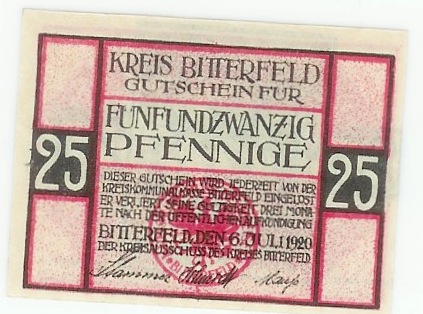 KREIS BITTERFELD
GUTSCHEIN FÜR
FÜNFUNDZWANZIG
PFENNIGE
25
25
DIESER GUTSCHEIN WIRD JEDERZEIT VON DER
KREISKOMMUNALKASSE BITTERFELD EINGELÖST
ER VERLIERT SEINE GÜLTIGKEIT DREI MONA-
TE NACH DER ÖFFENTLICHEN AUFKÜNDIGUNG
BITTERFELD, DEN 6. JULI 1920
DER KREISAUSSCHUSS DES KREISES BITTERFELD